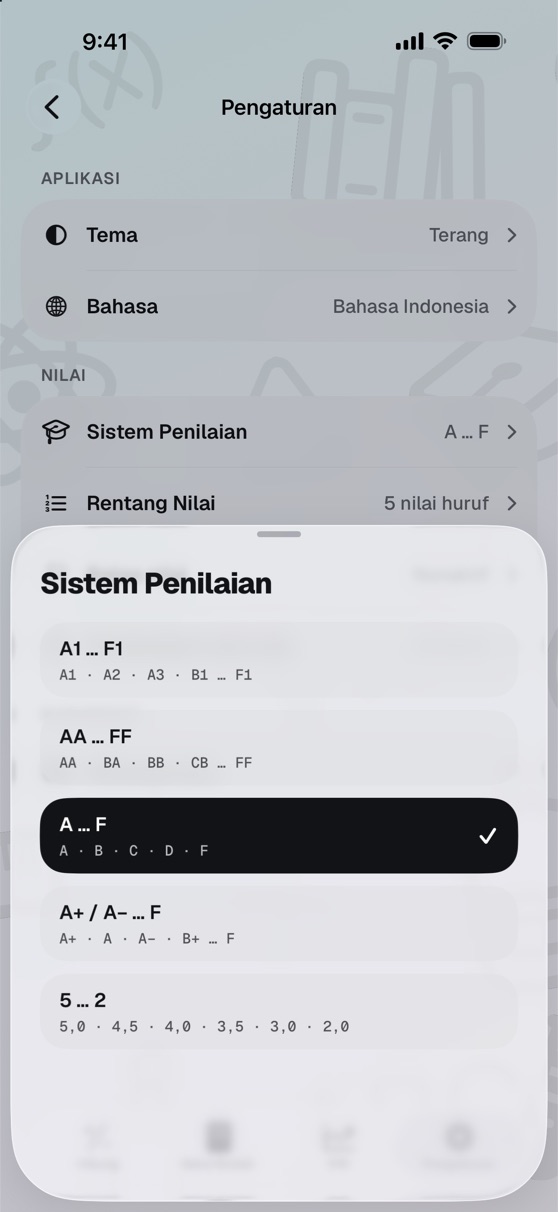 9:41
Pengaturan
APLIKASI
Tema Terang
Bahasa Bahasa Indonesia
NILAI
Sistem Penilaian A ... F
Rentang Nilai 5 nilai huruf
Sistem Penilaian
A1 ... F1
A1 · A2 · A3 · B1 … F1
AA ... FF
AA · BA · BB · CB … FF
A ... F
A · B · C · D · F
A+ / A− ... F
A+ · A · A− · B+ … F
5 ... 2
5,0 · 4,5 · 4,0 · 3,5 · 3,0 · 2,0